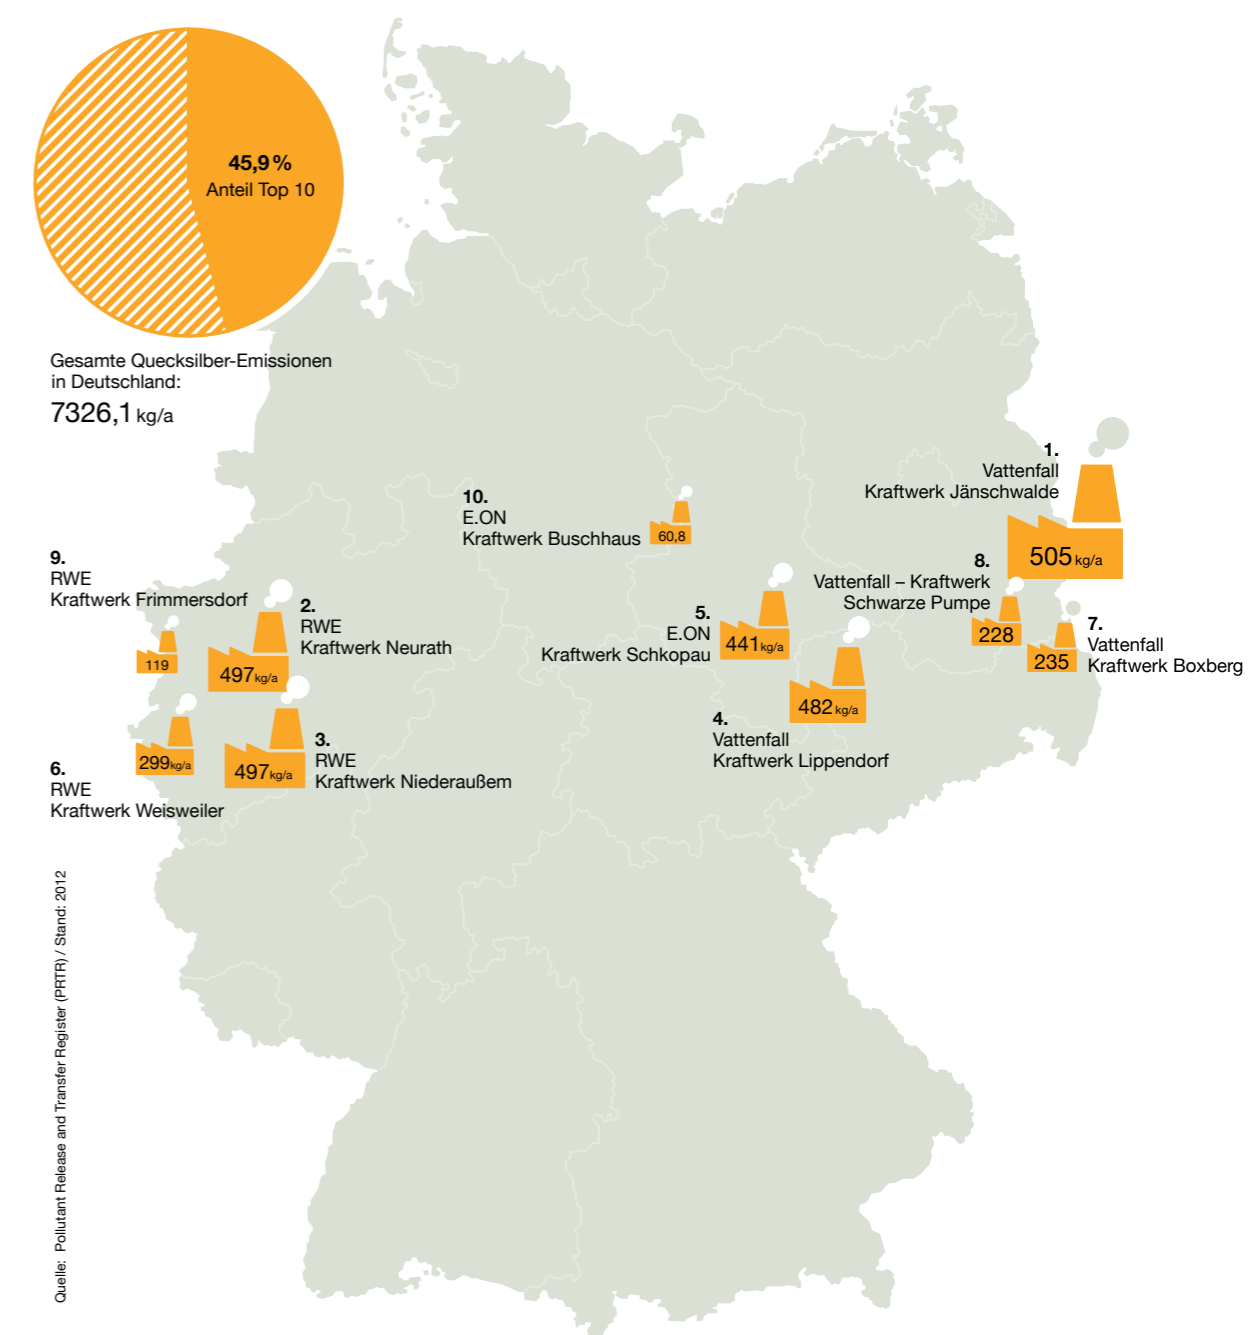 45,9 %
Anteil Top 10
Gesamte Quecksilber-Emissionen
in Deutschland:
7326,1 kg/a
1.
Vattenfall
Kraftwerk Jänschwalde
505 kg/a
10.
E.ON
Kraftwerk Buschhaus
60,8
9.
RWE
Kraftwerk Frimmersdorf
119
2.
RWE
Kraftwerk Neurath
497 kg/a
8.
Vattenfall – Kraftwerk
Schwarze Pumpe
228
5.
E.ON
Kraftwerk Schkopau
441 kg/a
7.
Vattenfall
Kraftwerk Boxberg
235
4.
Vattenfall
Kraftwerk Lippendorf
482 kg/a
3.
RWE
Kraftwerk Niederaußem
497 kg/a
6.
RWE
Kraftwerk Weisweiler
299 kg/a
Quelle: Pollutant Release and Transfer Register (PRTR) / Stand: 2012